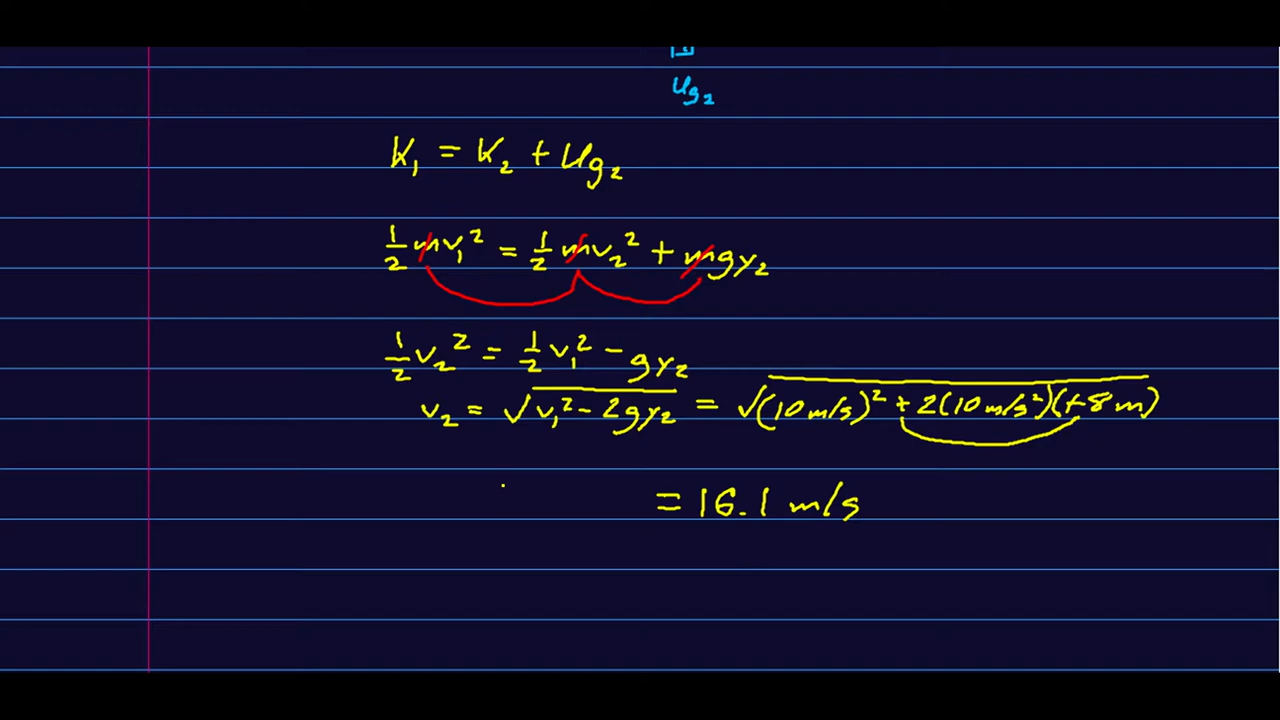 Ug₂
K₁ = K₂ + Ug₂
½mv₁² = ½mv₂² + mgy₂
½v₂² = ½v₁² - gy₂
v₂ = √(v₁² - 2gy₂) = √((10 m/s)² + 2(10 m/s²)(+8 m))
= 16.1 m/s